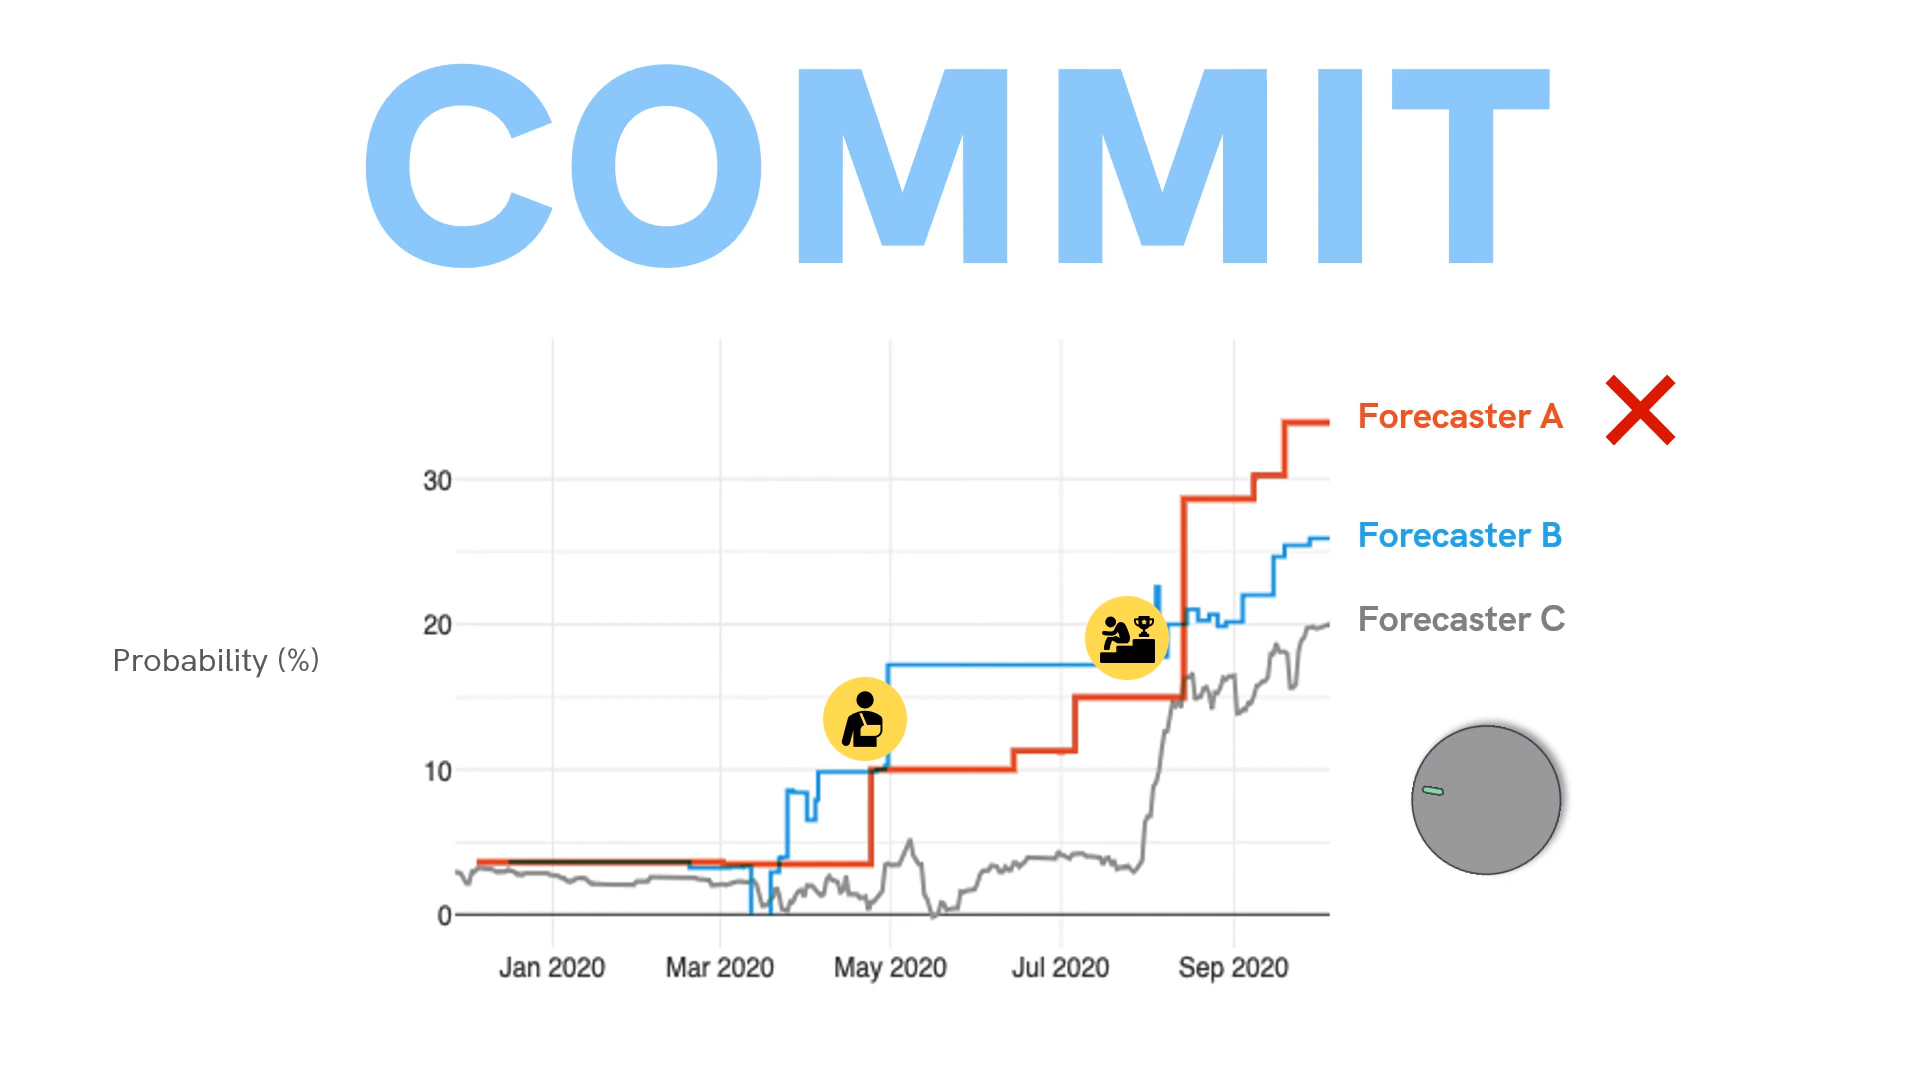 COMMIT
Forecaster A
30
Forecaster B
20
Forecaster C
Probability (%)
10
0
Jan 2020
Mar 2020
May 2020
Jul 2020
Sep 2020